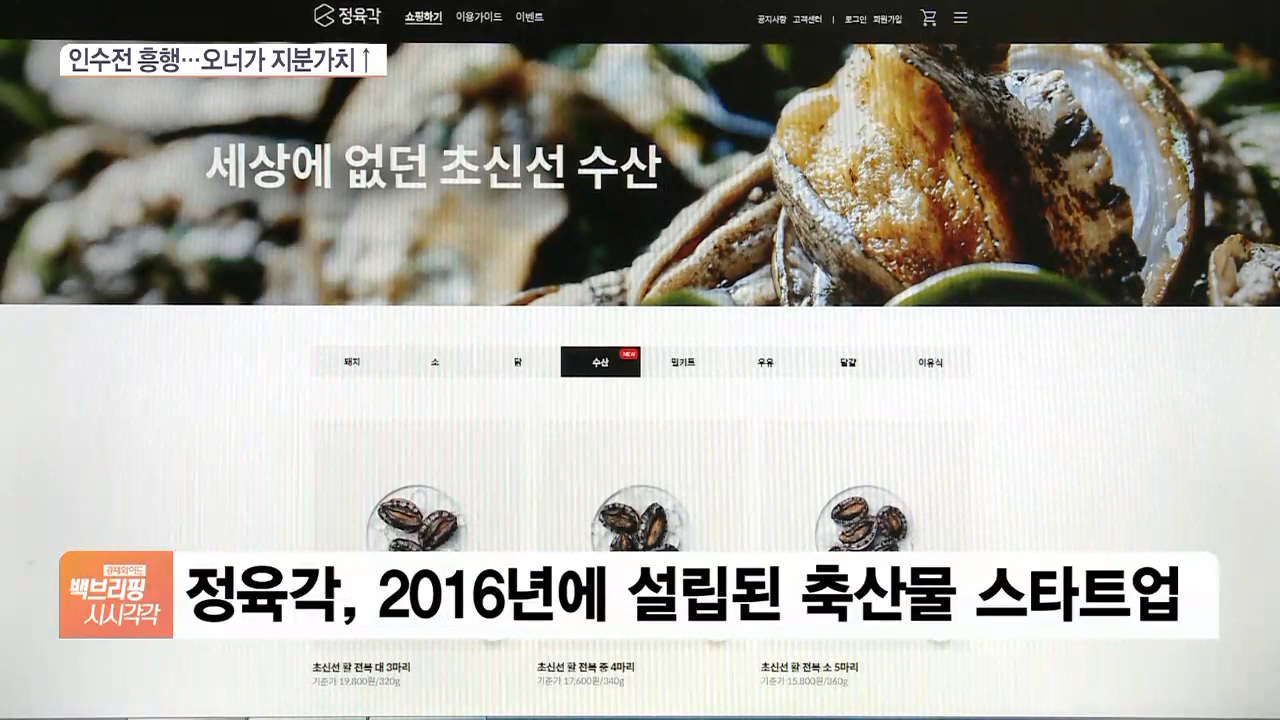 정육각 쇼핑하기 이용가이드 이벤트 공지사항 고객센터 | 로그인 회원가입
인수전 흥행…오너가 지분가치↑
세상에 없던 초신선 수산
돼지 소 닭 수산 NEW 밀키트 우유 달걀 이유식
경제와이드
백브리핑
시시각각
정육각, 2016년에 설립된 축산물 스타트업
초신선 활 전복 대 3마리 초신선 활 전복 중 4마리 초신선 활 전복 소 5마리
기준가 19,800원/320g 기준가 17,600원/340g 기준가 15,800원/360g